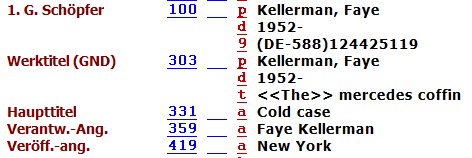 1. G. Schöpfer 100 __ p Kellerman, Faye
d 1952-
9 (DE-588)124425119
Werktitel (GND) 303 __ p Kellerman, Faye
d 1952-
t <<The>> mercedes coffin
Haupttitel 331 __ a Cold case
Verantw.-Ang. 359 __ a Faye Kellerman
Veröff.-ang. 419 __ a New York